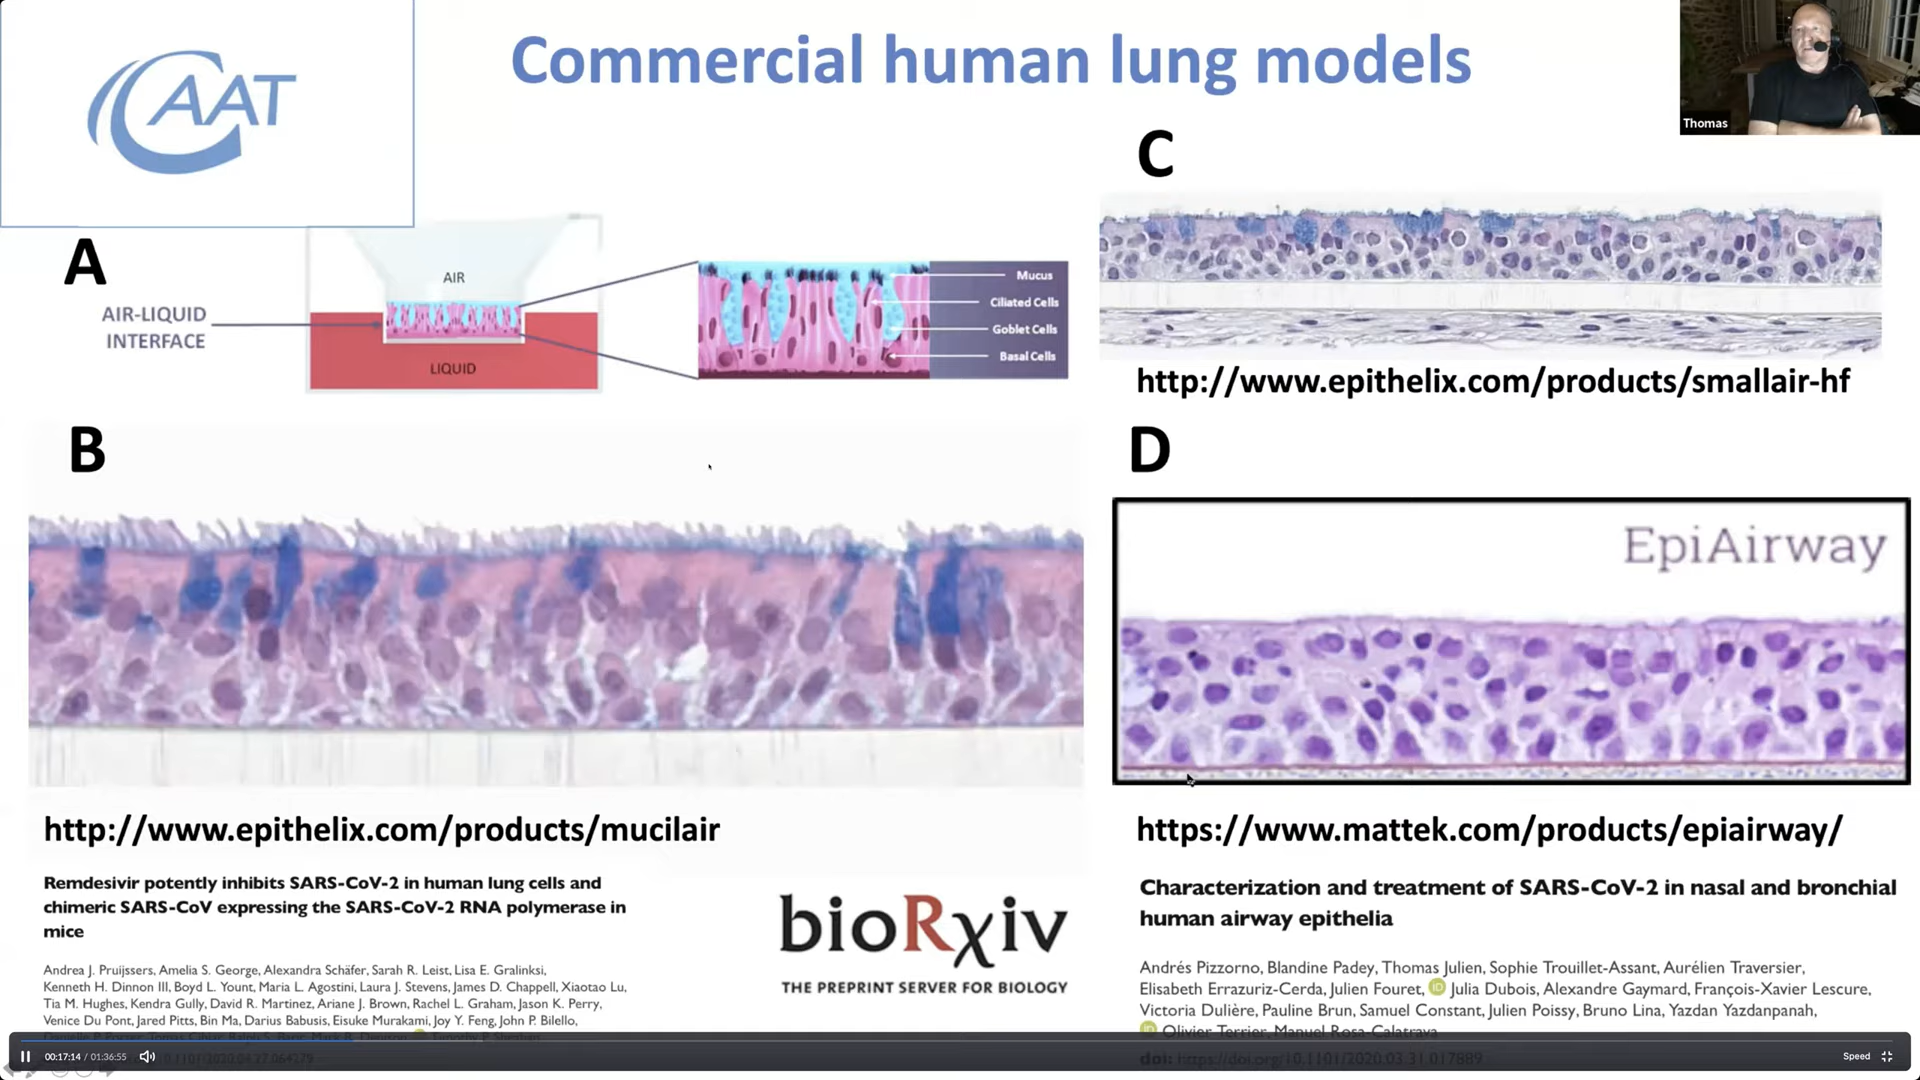 CAAT
Commercial human lung models
Thomas
A
AIR-LIQUID
INTERFACE
AIR
LIQUID
Mucus
Ciliated Cells
Goblet Cells
Basal Cells
C
http://www.epithelix.com/products/smallair-hf
B
http://www.epithelix.com/products/mucilair
D
EpiAirway
https://www.mattek.com/products/epiairway/
Remdesivir potently inhibits SARS-CoV-2 in human lung cells and
chimeric SARS-CoV expressing the SARS-CoV-2 RNA polymerase in
mice
Andrea J. Pruijssers, Amelia S. George, Alexandra Schäfer, Sarah R. Leist, Lisa E. Gralinksi,
Kenneth H. Dinnon III, Boyd L. Yount, Maria L. Agostini, Laura J. Stevens, James D. Chappell, Xiaotao Lu,
Tia M. Hughes, Kendra Gully, David R. Martinez, Ariane J. Brown, Rachel L. Graham, Jason K. Perry,
Venice Du Pont, Jared Pitts, Bin Ma, Darius Babusis, Eisuke Murakami, Joy Y. Feng, John P. Bilello,
bioRxiv
THE PREPRINT SERVER FOR BIOLOGY
Characterization and treatment of SARS-CoV-2 in nasal and bronchial
human airway epithelia
Andrés Pizzorno, Blandine Padey, Thomas Julien, Sophie Trouillet-Assant, Aurélien Traversier,
Elisabeth Errazuriz-Cerda, Julien Fouret, iD Julia Dubois, Alexandre Gaymard, François-Xavier Lescure,
Victoria Dulière, Pauline Brun, Samuel Constant, Julien Poissy, Bruno Lina, Yazdan Yazdanpanah,
iD Olivier Terrier, Manuel Rosa-Calatrava
doi: https://doi.org/10.1101/2020.03.31.017889
00:17:14 / 01:36:55
Speed